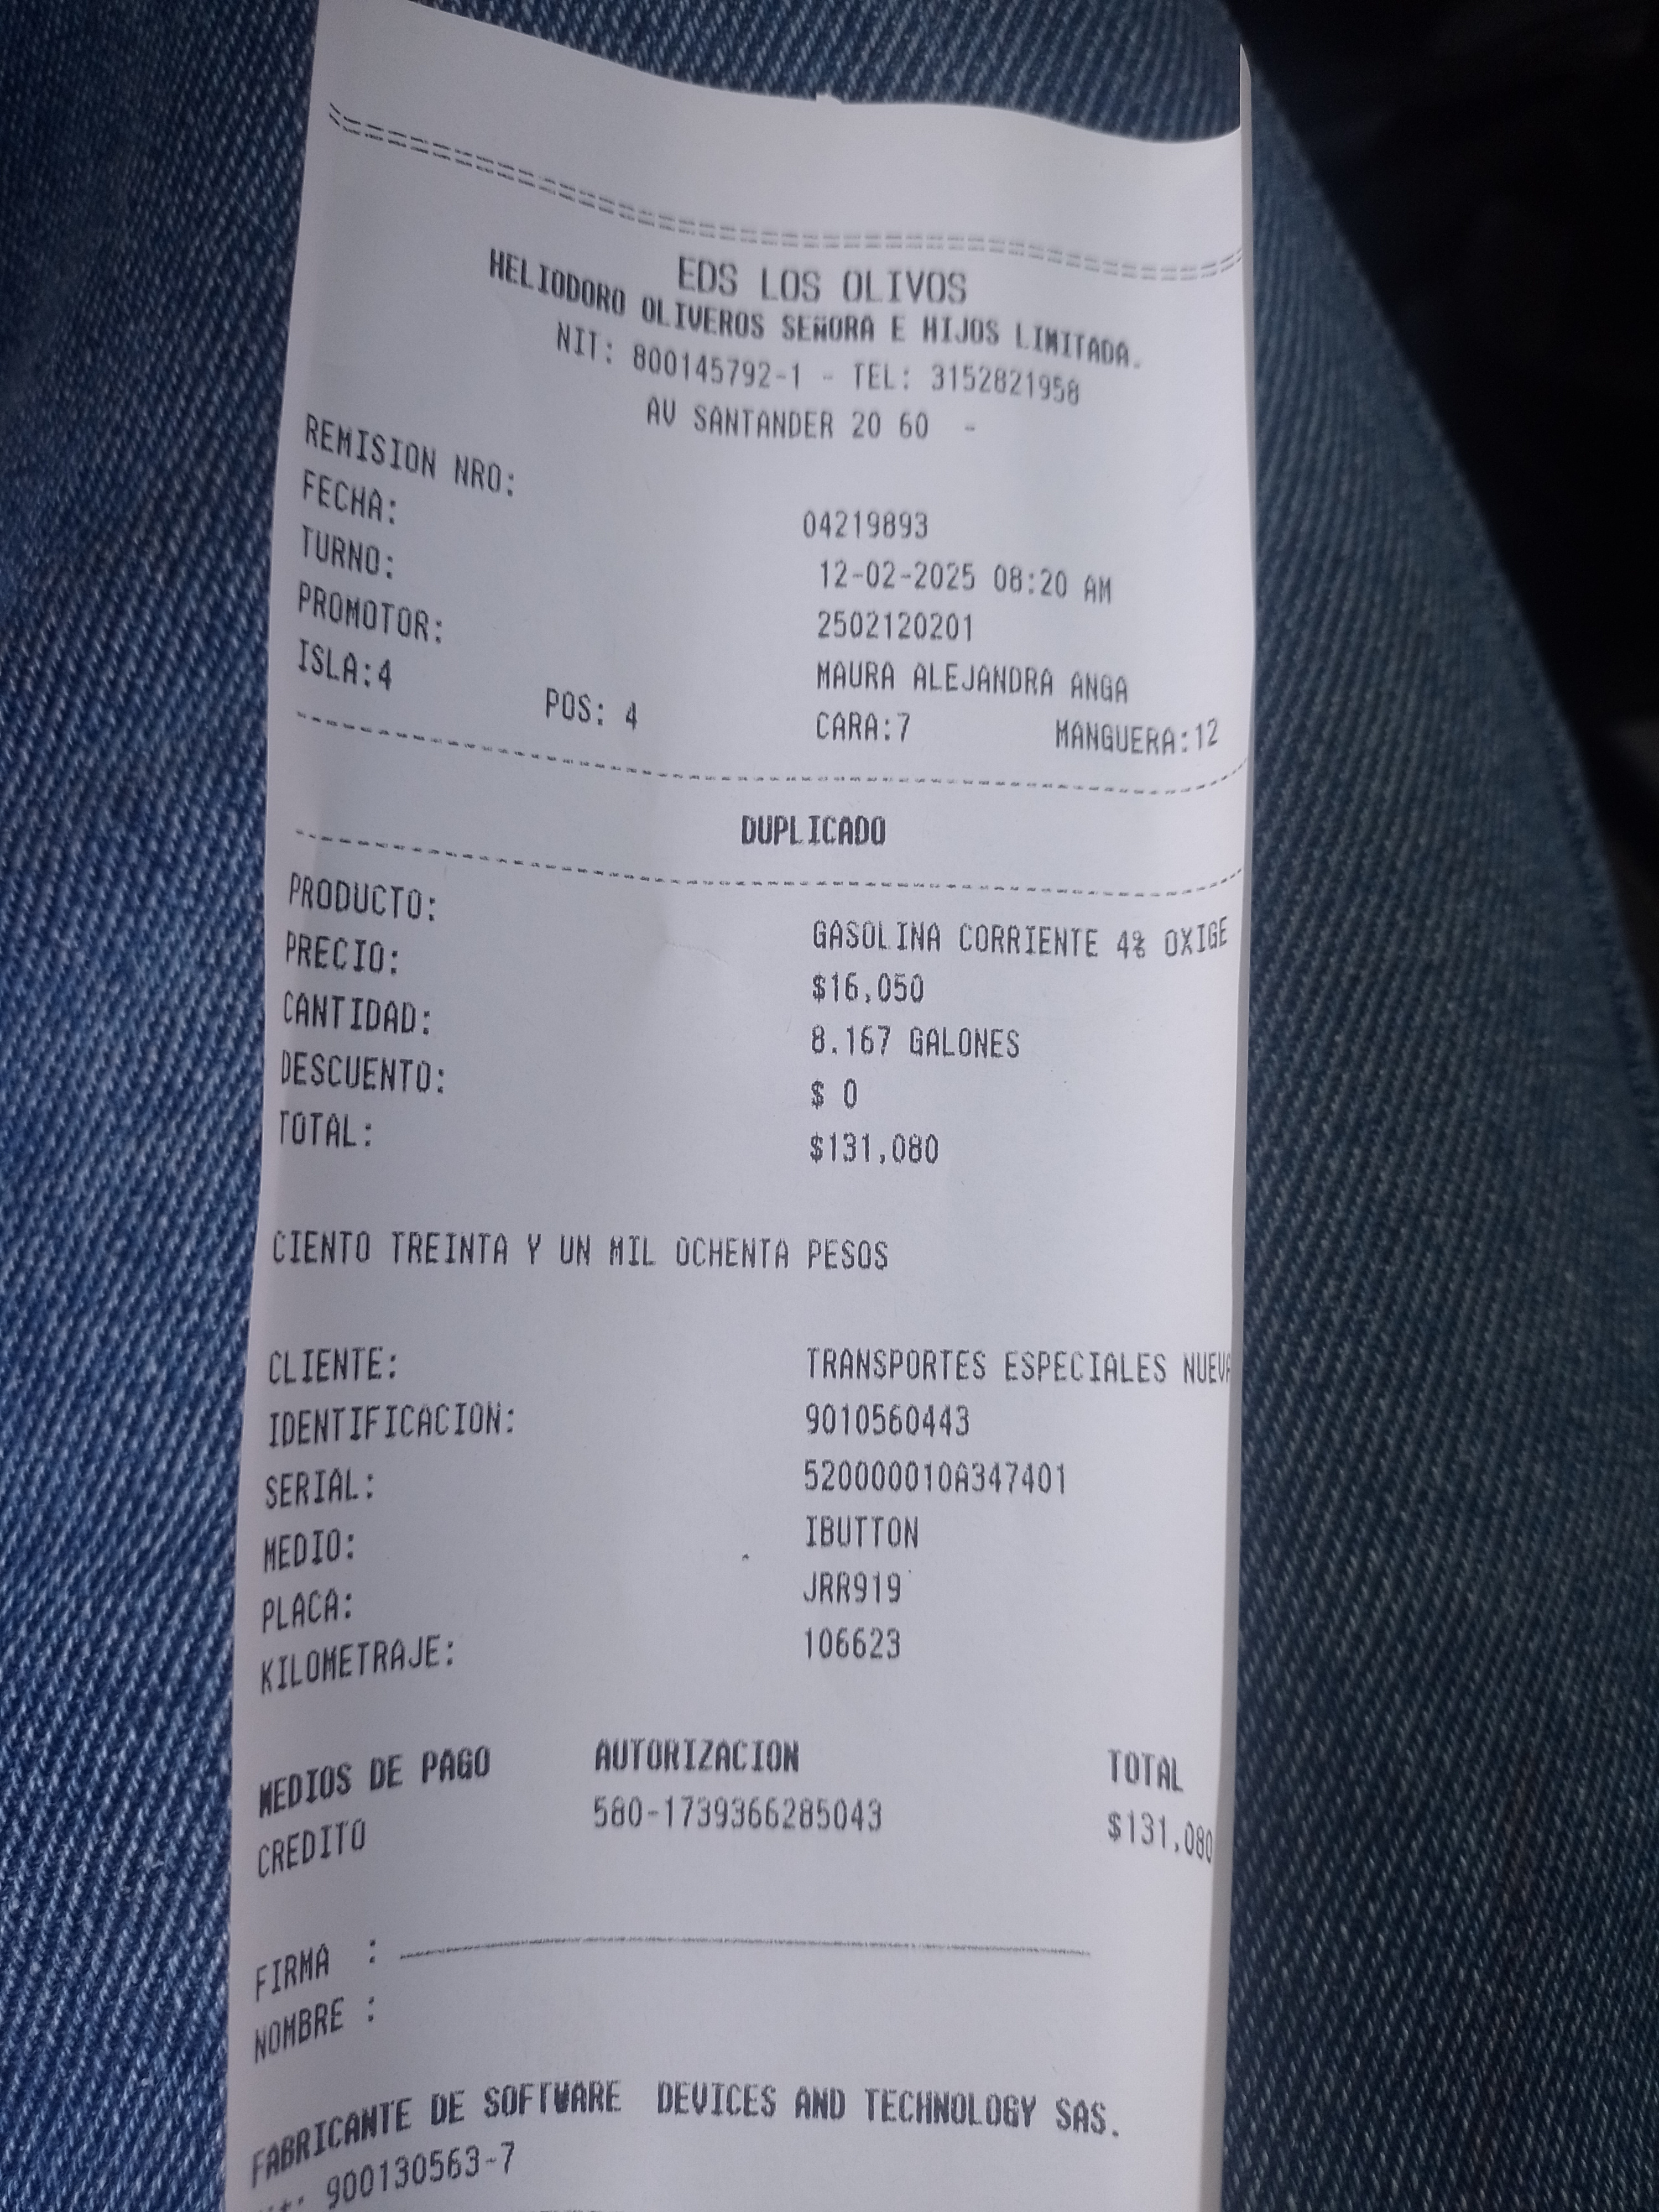 EDS LOS OLIVOS
HELIODORO OLIVEROS SEÑORA E HIJOS LIMITADA.
NIT: 800145792-1 - TEL: 3152821958
AV SANTANDER 20 60 -
REMISION NRO: 04219893
FECHA: 12-02-2025 08:20 AM
TURNO: 2502120201
PROMOTOR: MAURA ALEJANDRA ANGA
ISLA:4 POS: 4 CARA:7 MANGUERA:12
DUPLICADO
PRODUCTO: GASOLINA CORRIENTE 4% OXIGE
PRECIO: $16,050
CANTIDAD: 8.167 GALONES
DESCUENTO: $ 0
TOTAL: $131,080
CIENTO TREINTA Y UN MIL OCHENTA PESOS
CLIENTE: TRANSPORTES ESPECIALES NUEVA
IDENTIFICACION: 9010560443
SERIAL: 520000010A347401
MEDIO: IBUTTON
PLACA: JRR919
KILOMETRAJE: 106623
MEDIOS DE PAGO AUTORIZACION TOTAL
CREDITO 580-1739366285043 $131,080
FIRMA :
NOMBRE :
FABRICANTE DE SOFTWARE DEVICES AND TECHNOLOGY SAS.
900130563-7